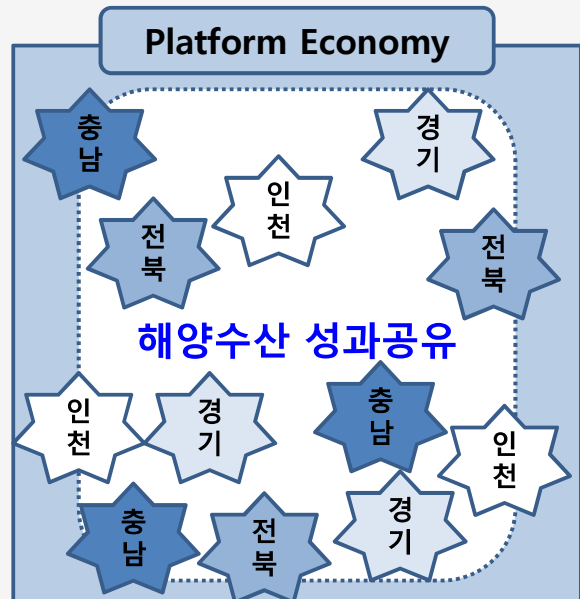 Platform Economy
충
남
경
기
인
천
전
북
전
북
해양수산 성과공유
인
천
경
기
충
남
인
천
충
남
전
북
경
기